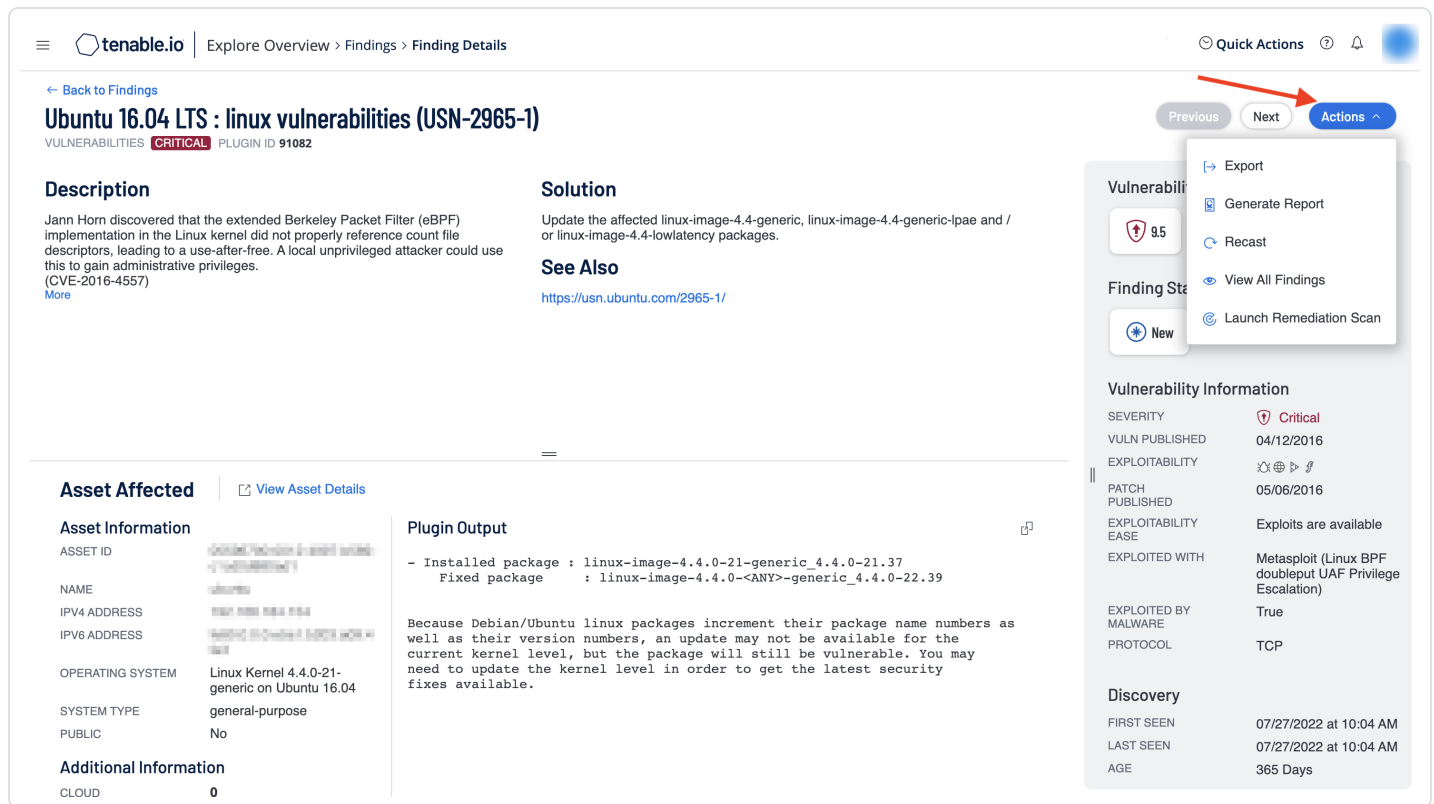 tenable.io
Explore Overview > Findings > Finding Details
Quick Actions
Back to Findings
Ubuntu 16.04 LTS : linux vulnerabilities (USN-2965-1)
VULNERABILITIES CRITICAL PLUGIN ID 91082
Previous
Next
Actions
Export
Generate Report
Recast
View All Findings
Launch Remediation Scan
Description
Jann Horn discovered that the extended Berkeley Packet Filter (eBPF)
implementation in the Linux kernel did not properly reference count file
descriptors, leading to a use-after-free. A local unprivileged attacker could use
this to gain administrative privileges.
(CVE-2016-4557)
More
Solution
Update the affected linux-image-4.4-generic, linux-image-4.4-generic-lpae and /
or linux-image-4.4-lowlatency packages.
See Also
https://usn.ubuntu.com/2965-1/
Asset Affected
View Asset Details
Asset Information
ASSET ID
NAME
IPV4 ADDRESS
IPV6 ADDRESS
OPERATING SYSTEM Linux Kernel 4.4.0-21-
generic on Ubuntu 16.04
SYSTEM TYPE general-purpose
PUBLIC No
Additional Information
CLOUD 0
Plugin Output
- Installed package : linux-image-4.4.0-21-generic_4.4.0-21.37
Fixed package : linux-image-4.4.0-<ANY>-generic_4.4.0-22.39
Because Debian/Ubuntu linux packages increment their package name numbers as
well as their version numbers, an update may not be available for the
current kernel level, but the package will still be vulnerable. You may
need to update the kernel level in order to get the latest security
fixes available.
Vulnerabili
9.5
Finding Sta
New
Vulnerability Information
SEVERITY Critical
VULN PUBLISHED 04/12/2016
EXPLOITABILITY
PATCH
PUBLISHED 05/06/2016
EXPLOITABILITY
EASE Exploits are available
EXPLOITED WITH Metasploit (Linux BPF
doubleput UAF Privilege
Escalation)
EXPLOITED BY
MALWARE True
PROTOCOL TCP
Discovery
FIRST SEEN 07/27/2022 at 10:04 AM
LAST SEEN 07/27/2022 at 10:04 AM
AGE 365 Days